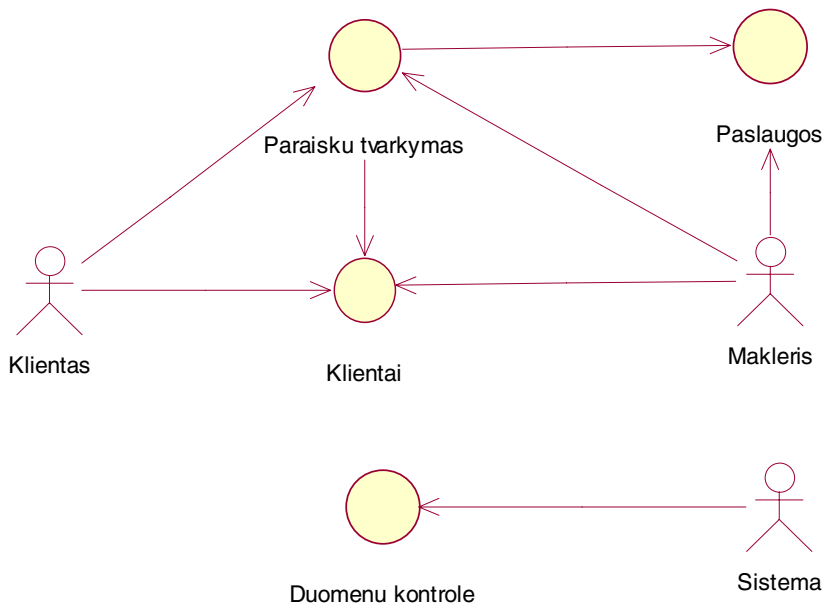 Paraisku tvarkymas
Paslaugos
Klientas
Klientai
Makleris
Duomenu kontrole
Sistema